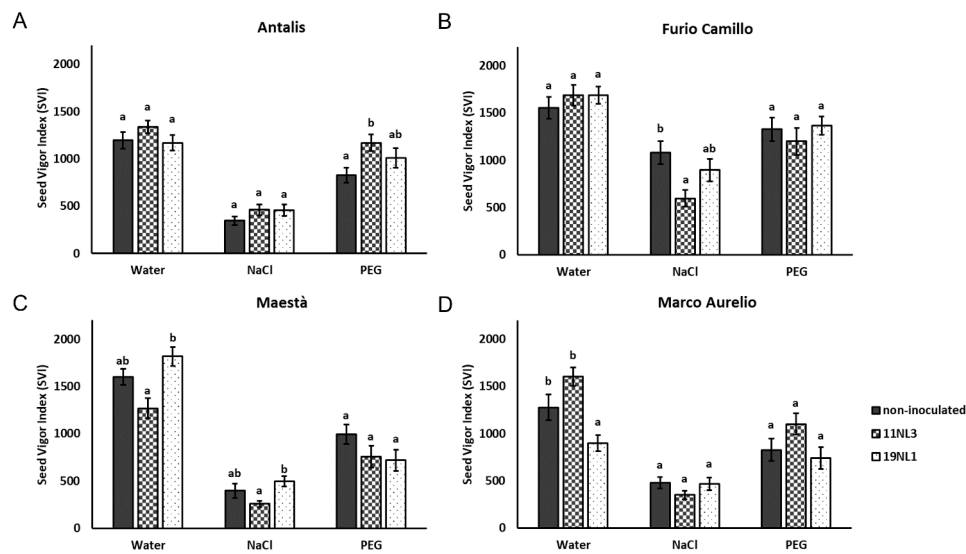 A
Antalis
Seed Vigor Index (SVI)
2000
1500
1000
500
0
a
a
a
a
a
a
a
b
ab
Water
NaCl
PEG
B
Furio Camillo
Seed Vigor Index (SVI)
2000
1500
1000
500
0
a
a
a
b
a
ab
a
a
a
Water
NaCl
PEG
C
Maestà
Seed Vigor Index (SVI)
2000
1500
1000
500
0
ab
a
b
ab
a
b
a
a
a
Water
NaCl
PEG
D
Marco Aurelio
Seed Vigor Index (SVI)
2000
1500
1000
500
0
b
b
a
a
a
a
a
a
a
Water
NaCl
PEG
non-inoculated
11NL3
19NL1